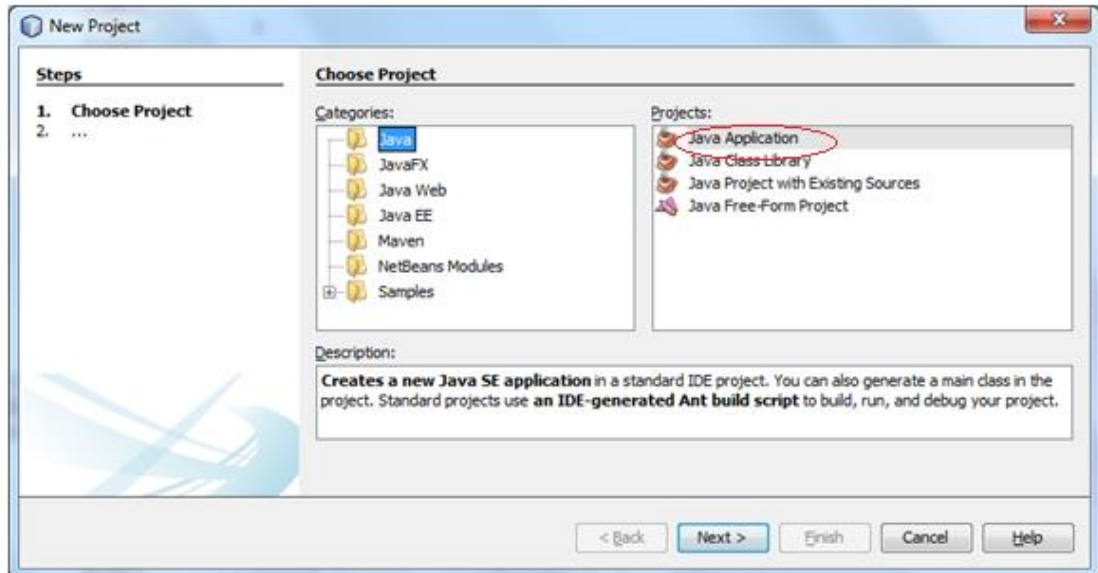 New Project
Steps
1. Choose Project
2. ...
Choose Project
Categories:
Java
JavaFX
Java Web
Java EE
Maven
NetBeans Modules
Samples
Projects:
Java Application
Java Class Library
Java Project with Existing Sources
Java Free-Form Project
Description:
Creates a new Java SE application in a standard IDE project. You can also generate a main class in the
project. Standard projects use an IDE-generated Ant build script to build, run, and debug your project.
< Back Next > Finish Cancel Help